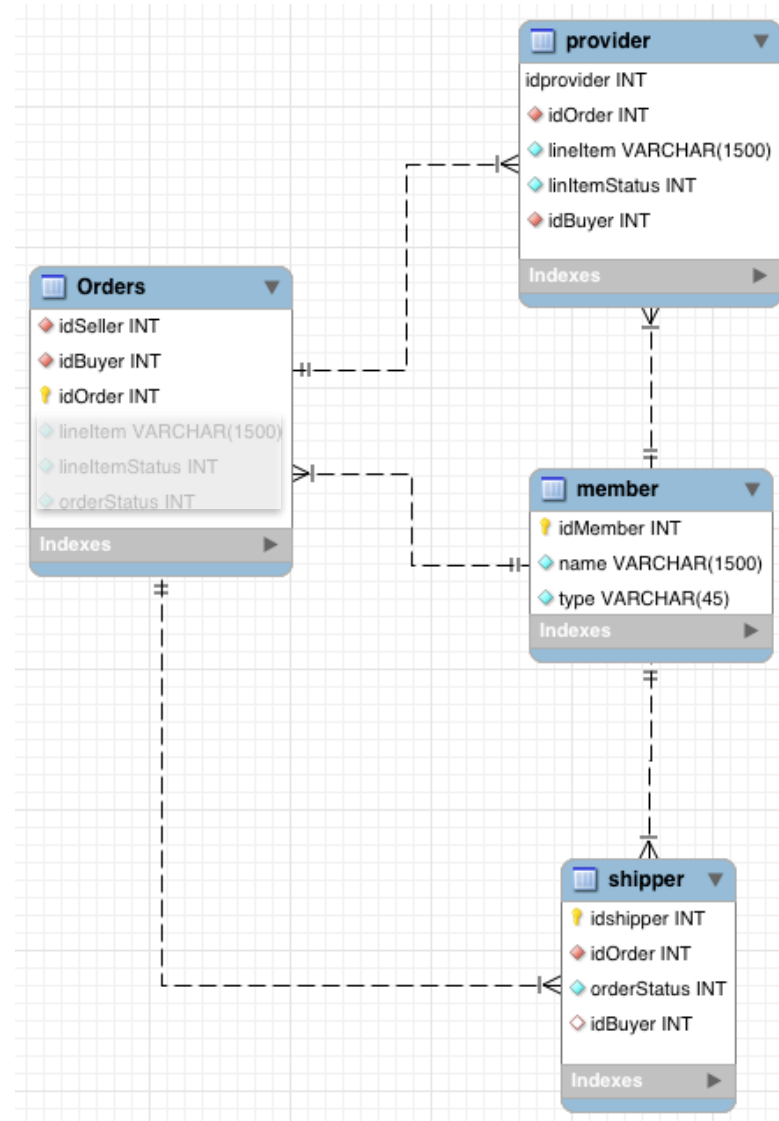 provider
idprovider INT
idOrder INT
lineItem VARCHAR(1500)
linItemStatus INT
idBuyer INT
Indexes
Orders
idSeller INT
idBuyer INT
idOrder INT
lineItem VARCHAR(1500)
lineItemStatus INT
orderStatus INT
Indexes
member
idMember INT
name VARCHAR(1500)
type VARCHAR(45)
Indexes
shipper
idshipper INT
idOrder INT
orderStatus INT
idBuyer INT
Indexes